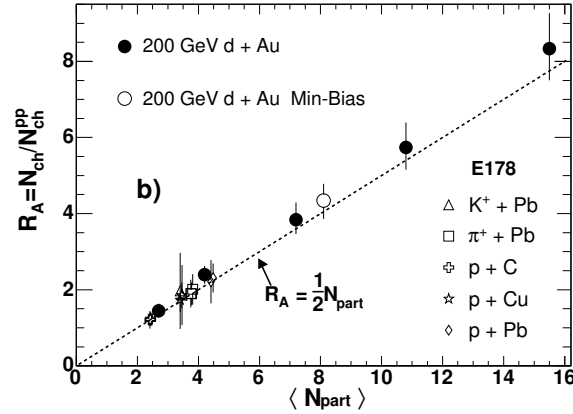 R_A=N_ch/N_ch^pp
8
6
4
2
0
200 GeV d + Au
200 GeV d + Au Min-Bias
b)
E178
K⁺ + Pb
π⁺ + Pb
p + C
p + Cu
p + Pb
R_A = 1/2 N_part
0 2 4 6 8 10 12 14 16
⟨ N_part ⟩